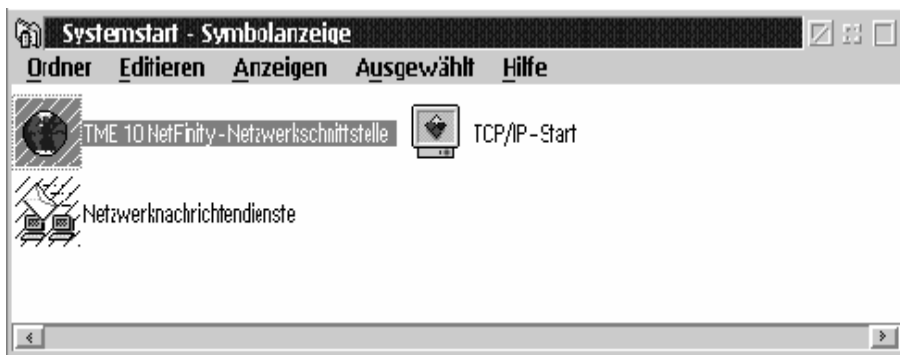 Systemstart - Symbolanzeige
Ordner Editieren Anzeigen Ausgewählt Hilfe
TME 10 NetFinity - Netzwerkschnittstelle TCP/IP - Start
Netzwerknachrichtendienste